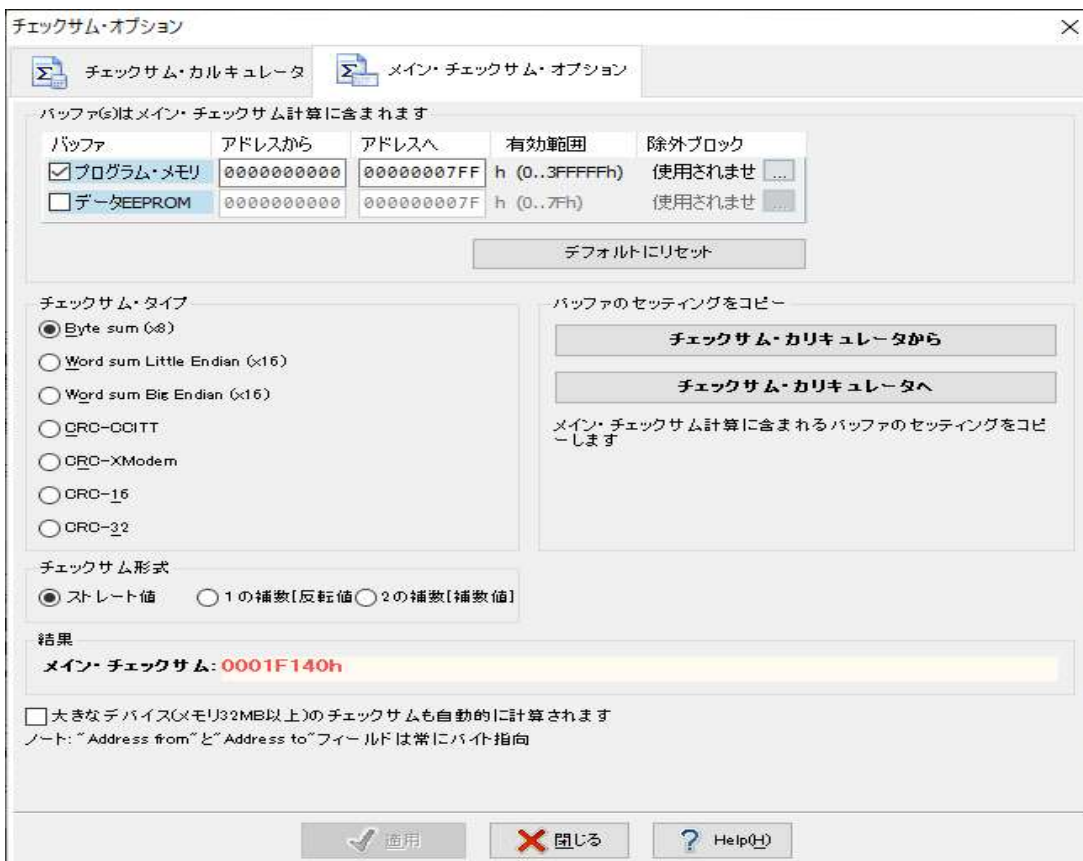 チェックサム・オプション
チェックサム・カルキュレータ
メイン・チェックサム・オプション
バッファ(s)はメイン・チェックサム計算に含まれます
バッファ アドレスから アドレスへ 有効範囲 除外ブロック
プログラム・メモリ 0000000000 00000007FF h (0..3FFFFFh) 使用されませ ...
データEEPROM 0000000000 000000007F h (0..7Fh) 使用されませ ...
デフォルトにリセット
チェックサム・タイプ
Byte sum (x8)
Word sum Little Endian (x16)
Word sum Big Endian (x16)
CRC-CCITT
CRC-XModem
CRC-16
CRC-32
バッファのセッティングをコピー
チェックサム・カリキュレータから
チェックサム・カリキュレータへ
メイン・チェックサム計算に含まれるバッファのセッティングをコピ
ーします
チェックサム形式
ストレート値 1の補数[反転値 2の補数[補数値]
結果
メイン・チェックサム: 0001F140h
大きなデバイス(メモリ32MB以上)のチェックサムも自動的に計算されます
ノート: "Address from"と"Address to"フィールドは常にバイト指向
適用 閉じる Help(H)